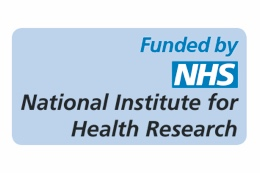 Funded by
NHS
National Institute for
Health Research